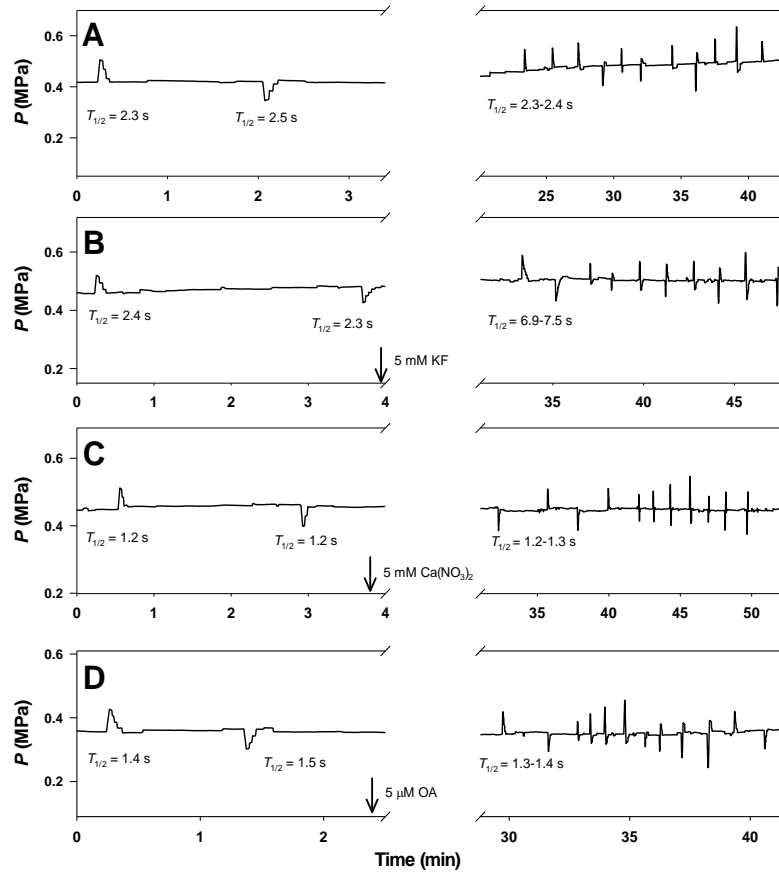 A
P (MPa)
0.6
0.4
0.2
T1/2 = 2.3 s
T1/2 = 2.5 s
T1/2 = 2.3-2.4 s
0 1 2 3 25 30 35 40
B
P (MPa)
0.6
0.4
0.2
T1/2 = 2.4 s
T1/2 = 2.3 s
T1/2 = 6.9-7.5 s
5 mM KF
0 1 2 3 4 35 40 45
C
P (MPa)
0.6
0.4
0.2
T1/2 = 1.2 s
T1/2 = 1.2 s
T1/2 = 1.2-1.3 s
5 mM Ca(NO3)2
0 1 2 3 4 35 40 45 50
D
P (MPa)
0.6
0.4
0.2
T1/2 = 1.4 s
T1/2 = 1.5 s
T1/2 = 1.3-1.4 s
5 μM OA
0 1 2 30 35 40
Time (min)